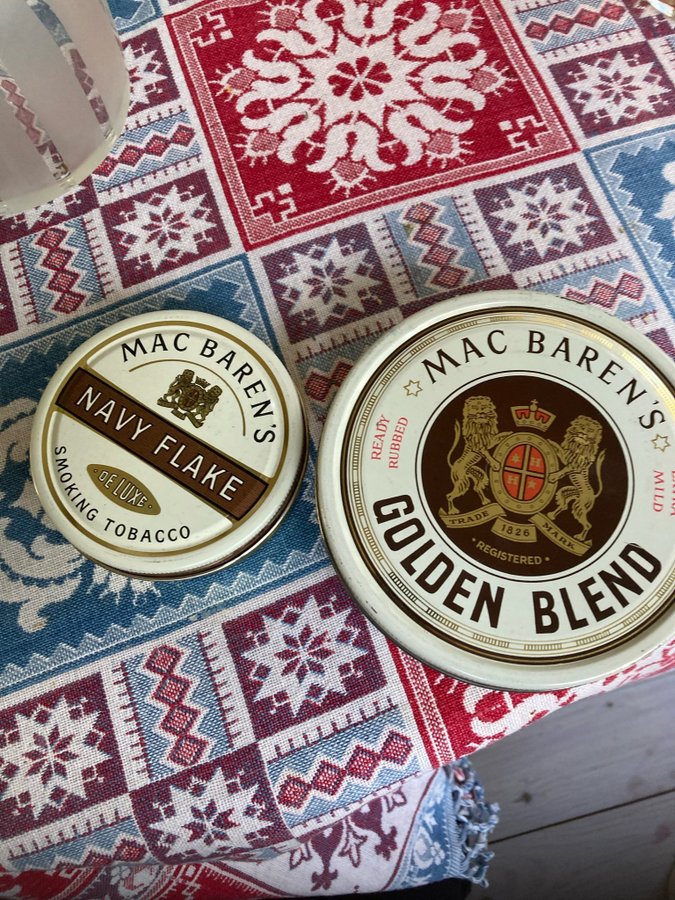 MAC BAREN'S
NAVY FLAKE
DE LUXE
SMOKING TOBACCO
MAC BAREN'S
READY
RUBBED
MILD
TRADE
MARK
1826
REGISTERED
GOLDEN BLEND